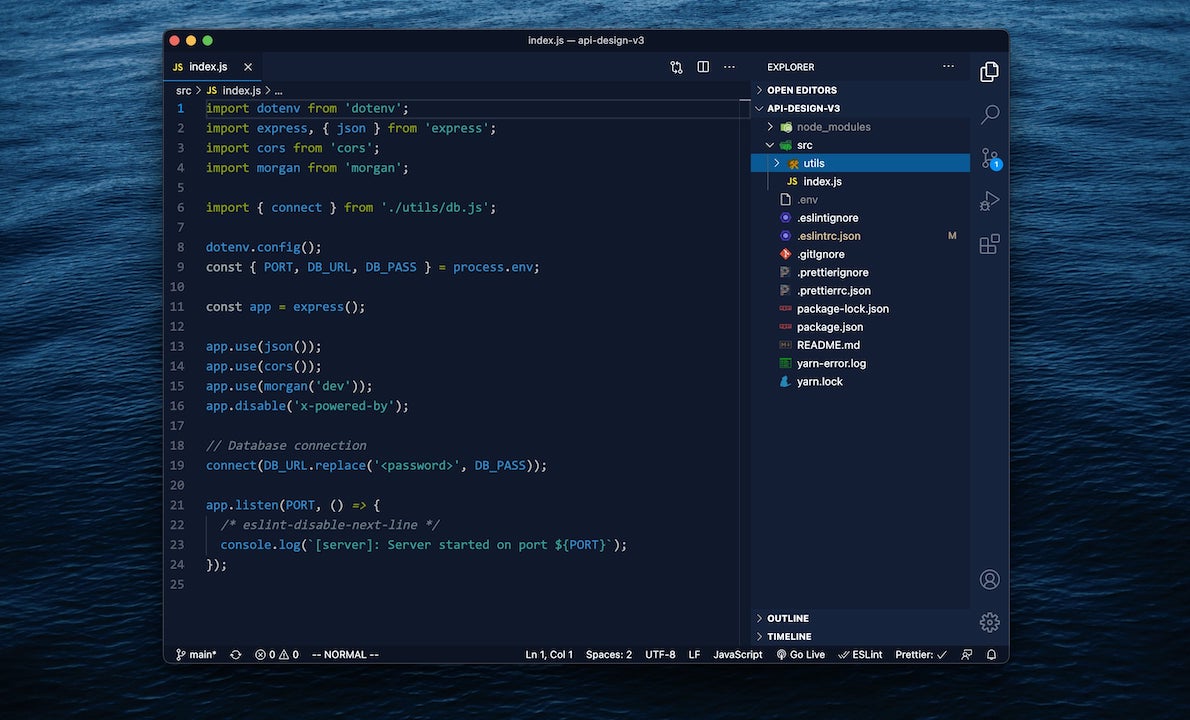 index.js — api-design-v3
JS index.js
src > JS index.js > ...
1 import dotenv from 'dotenv';
2 import express, { json } from 'express';
3 import cors from 'cors';
4 import morgan from 'morgan';
5
6 import { connect } from './utils/db.js';
7
8 dotenv.config();
9 const { PORT, DB_URL, DB_PASS } = process.env;
10
11 const app = express();
12
13 app.use(json());
14 app.use(cors());
15 app.use(morgan('dev'));
16 app.disable('x-powered-by');
17
18 // Database connection
19 connect(DB_URL.replace('<password>', DB_PASS));
20
21 app.listen(PORT, () => {
22 /* eslint-disable-next-line */
23 console.log(`[server]: Server started on port ${PORT}`);
24 });
25
EXPLORER
OPEN EDITORS
API-DESIGN-V3
node_modules
src
utils
JS index.js
.env
.eslintignore
.eslintrc.json M
.gitIgnore
.prettierignore
.prettierrc.json
package-lock.json
package.json
README.md
yarn-error.log
yarn.lock
OUTLINE
TIMELINE
1
main* 0 0 -- NORMAL -- Ln 1, Col 1 Spaces: 2 UTF-8 LF JavaScript Go Live ESLint Prettier: ✓